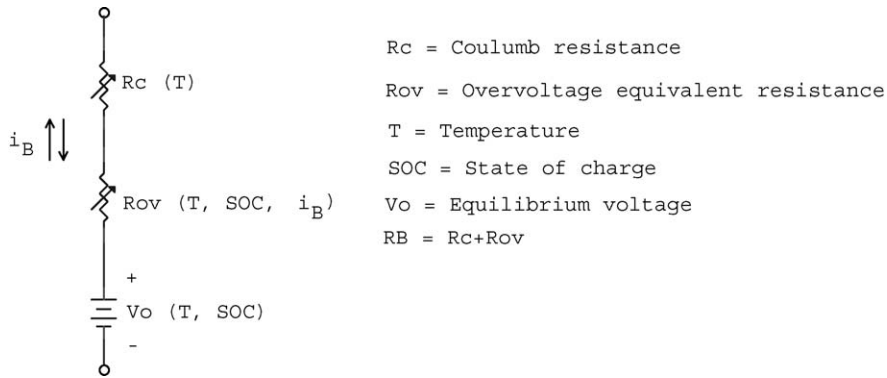 Rc (T)
i_B
Rov (T, SOC, i_B)
+
Vo (T, SOC)
-
Rc = Coulumb resistance
Rov = Overvoltage equivalent resistance
T = Temperature
SOC = State of charge
Vo = Equilibrium voltage
RB = Rc+Rov